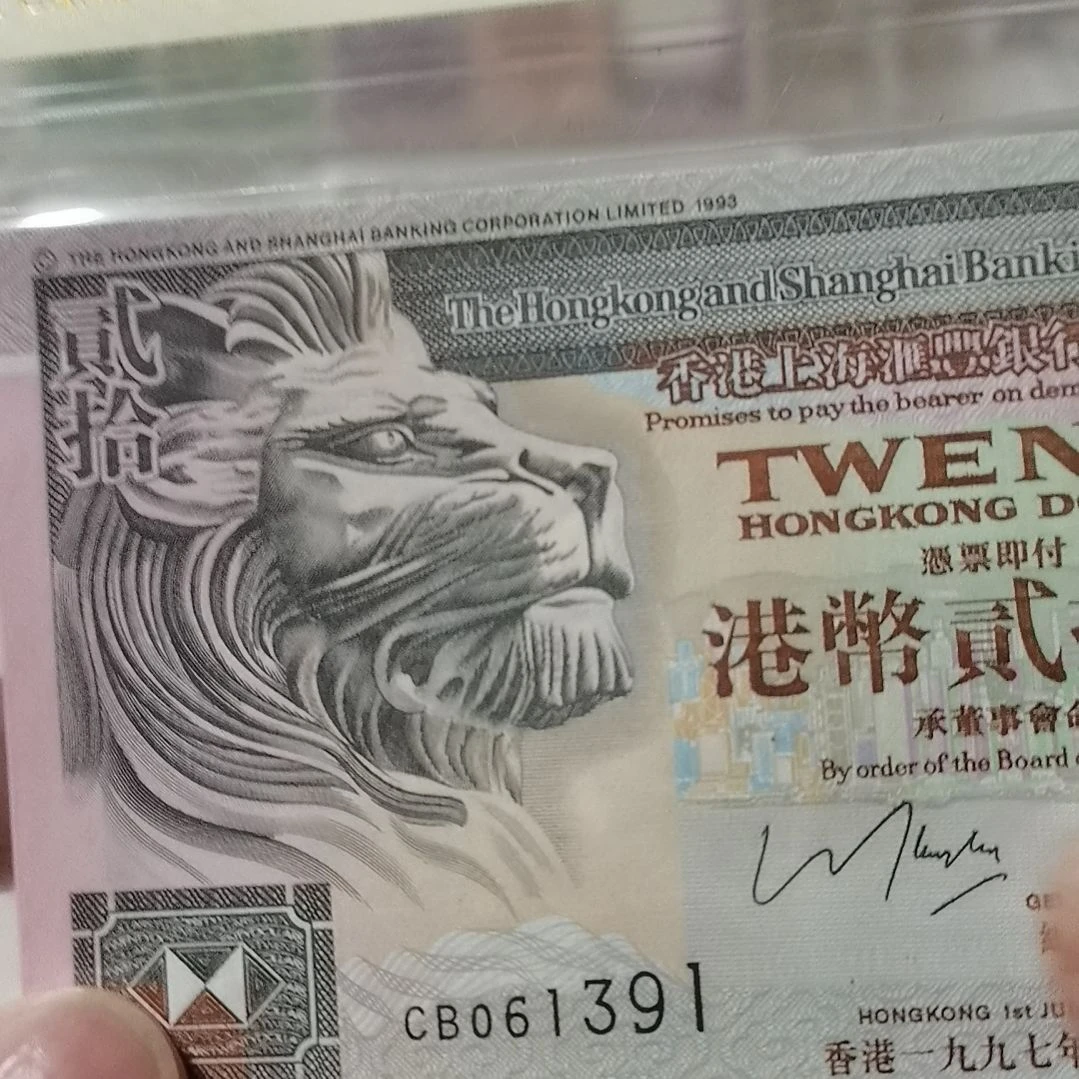 © THE HONGKONG AND SHANGHAI BANKING CORPORATION LIMITED 1993
貳拾
The Hongkong and Shanghai Banki
香港上海滙豐銀行
Promises to pay the bearer on dem
TWEN
HONGKONG D
憑票即付
港幣貳
承董事會命
By order of the Board
GE
CB061391
HONGKONG 1st JU
香港一九九七年